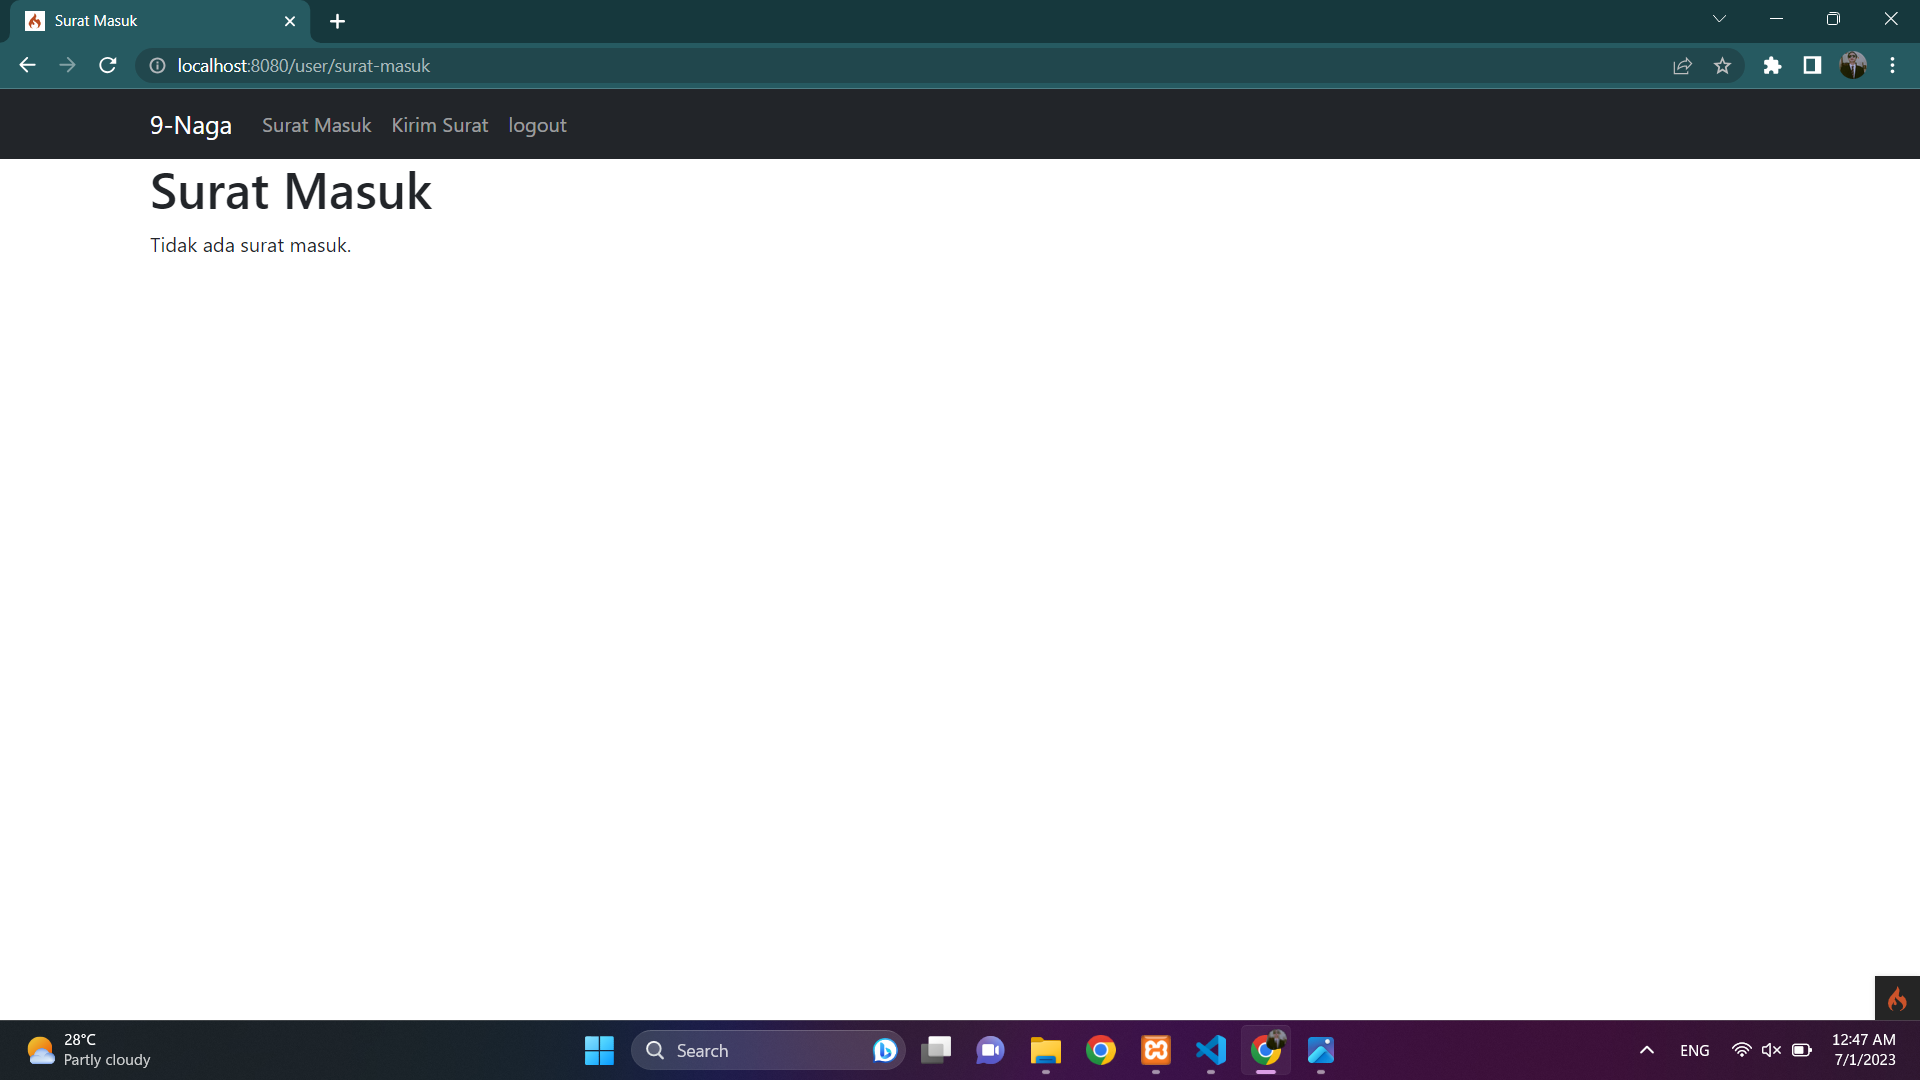 Surat Masuk
localhost:8080/user/surat-masuk
9-Naga Surat Masuk Kirim Surat logout
Surat Masuk
Tidak ada surat masuk.
28°C
Partly cloudy
Search
ENG
12:47 AM
7/1/2023